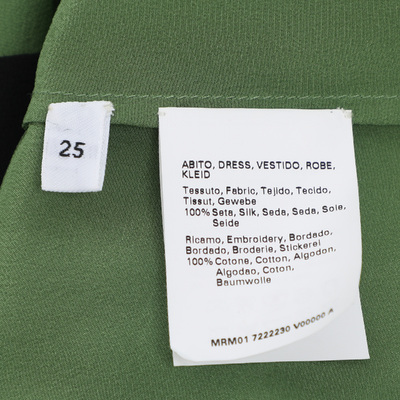 25
ABITO, DRESS, VESTIDO, ROBE,
KLEID
Tessuto, Fabric, Tejido, Tecido,
Tissut, Gewebe
100% Seta, Silk, Seda, Seda, Soie,
Seide
Ricamo, Embroidery, Bordado,
Bordado, Broderie, Stickerei
100% Cotone, Cotton, Algodon,
Algodao, Coton,
Baumwolle
MRM01 7222230 V00000 A